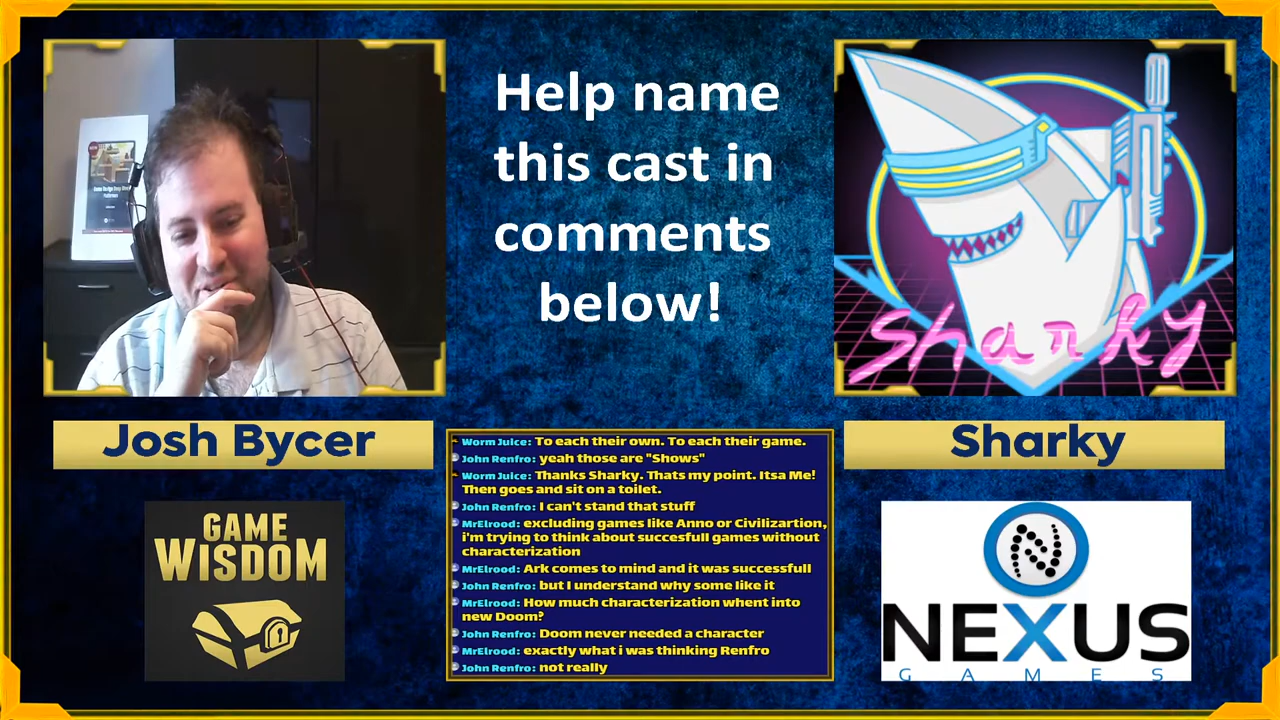 Help name
this cast in
comments
below!
Sharky
Josh Bycer
Sharky
GAME
WISDOM
Worm Juice: To each their own. To each their game.
John Renfro: yeah those are "Shows"
Worm Juice: Thanks Sharky. Thats my point. Itsa Me!
Then goes and sit on a toilet.
John Renfro: I can't stand that stuff
MrElrood: excluding games like Anno or Civilizartion,
i'm trying to think about succesfull games without
characterization
MrElrood: Ark comes to mind and it was successfull
John Renfro: but I understand why some like it
MrElrood: How much characterization whent into
new Doom?
John Renfro: Doom never needed a character
MrElrood: exactly what i was thinking Renfro
John Renfro: not really
NEXUS
GAMES